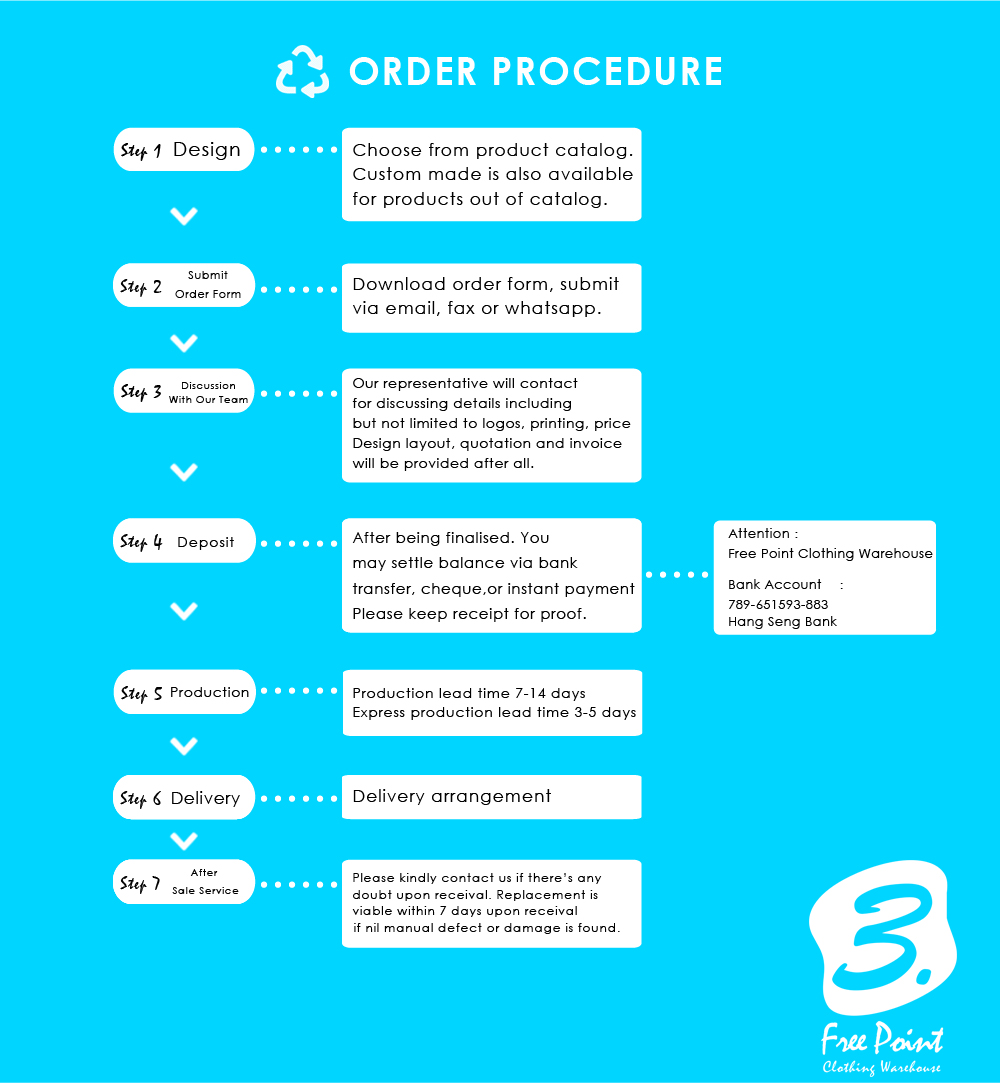 ORDER PROCEDURE
Step 1 Design
Choose from product catalog.
Custom made is also available
for products out of catalog.
Step 2 Submit
Order Form
Download order form, submit
via email, fax or whatsapp.
Step 3 Discussion
With Our Team
Our representative will contact
for discussing details including
but not limited to logos, printing, price
Design layout, quotation and invoice
will be provided after all.
Step 4 Deposit
After being finalised. You
may settle balance via bank
transfer, cheque,or instant payment
Please keep receipt for proof.
Attention :
Free Point Clothing Warehouse
Bank Account :
789-651593-883
Hang Seng Bank
Step 5 Production
Production lead time 7-14 days
Express production lead time 3-5 days
Step 6 Delivery
Delivery arrangement
Step 7 After
Sale Service
Please kindly contact us if there's any
doubt upon receival. Replacement is
viable within 7 days upon receival
if nil manual defect or damage is found.
3.
Free Point
Clothing Warehouse